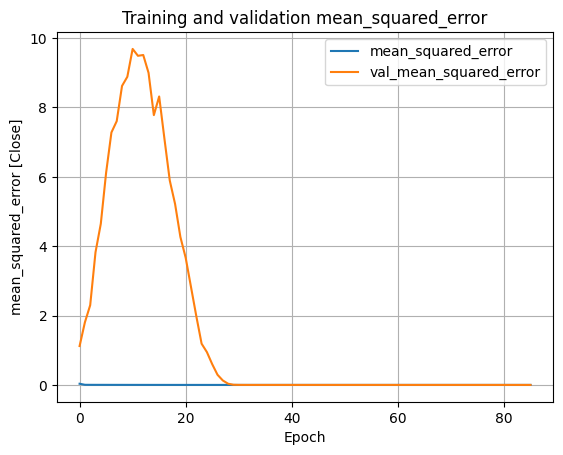 Training and validation mean_squared_error
mean_squared_error
val_mean_squared_error
mean_squared_error [Close]
10
8
6
4
2
0
0 20 40 60 80
Epoch